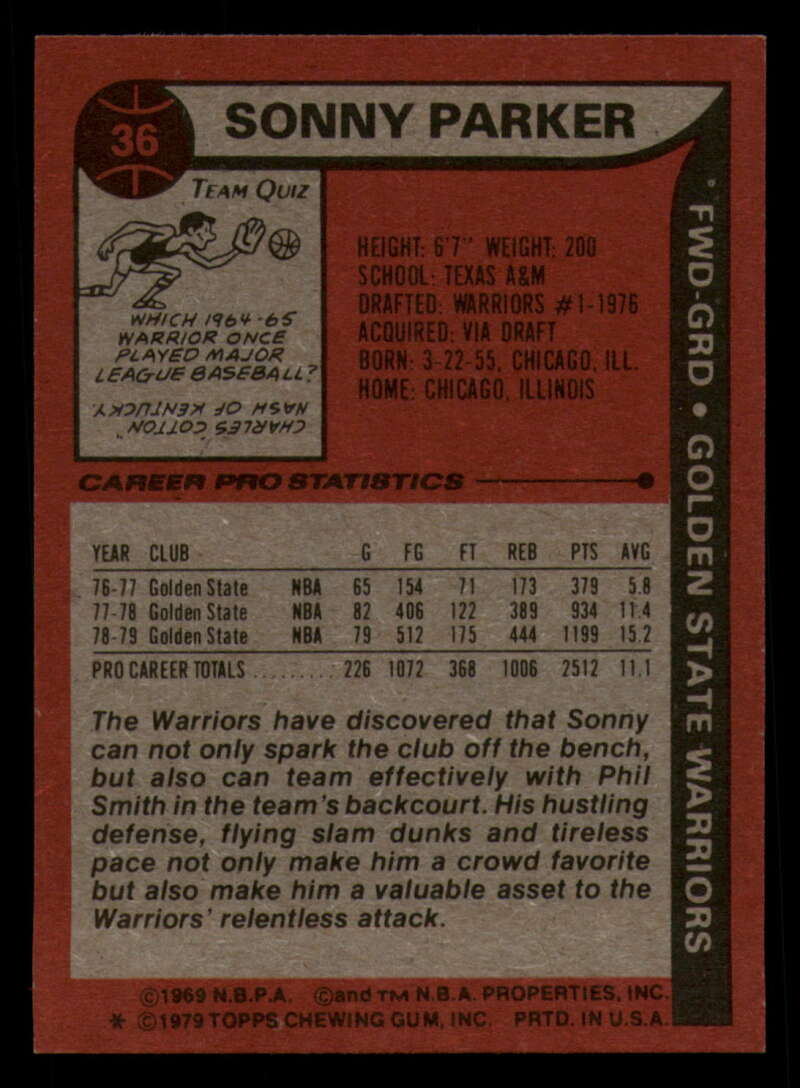 36
SONNY PARKER
FWD-GRD • GOLDEN STATE WARRIORS
TEAM QUIZ
WHICH 1964-65
WARRIOR ONCE
PLAYED MAJOR
LEAGUE BASEBALL?
CHARLES COTTON
NASH OF KENTUCKY.
HEIGHT: 6'7" WEIGHT: 200
SCHOOL: TEXAS A&M
DRAFTED: WARRIORS #1-1976
ACQUIRED: VIA DRAFT
BORN: 3-22-55, CHICAGO, ILL.
HOME: CHICAGO, ILLINOIS
CAREER PRO STATISTICS
YEAR CLUB G FG FT REB PTS AVG
76-77 Golden State NBA 65 154 71 173 379 5.8
77-78 Golden State NBA 82 406 122 389 934 11.4
78-79 Golden State NBA 79 512 175 444 1199 15.2
PRO CAREER TOTALS ......... 226 1072 368 1006 2512 11.1
The Warriors have discovered that Sonny
can not only spark the club off the bench,
but also can team effectively with Phil
Smith in the team's backcourt. His hustling
defense, flying slam dunks and tireless
pace not only make him a crowd favorite
but also make him a valuable asset to the
Warriors' relentless attack.
©1969 N.B.P.A. ©and TM N.B.A. PROPERTIES, INC.
* ©1979 TOPPS CHEWING GUM, INC. PRTD. IN U.S.A.